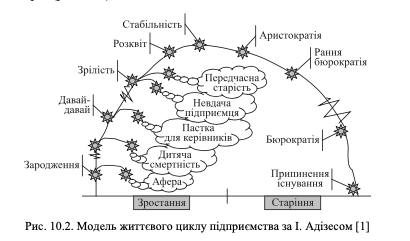 Стабільність
Розквіт
Аристократія
Зрілість
Рання
бюрократія
Передчасна
старість
Давай-
давай
Невдача
підприємця
Пастка
для керівників
Бюрократія
Дитяча
смертність
Зародження
Афера
Припинення
існування
Зростання
Старіння
Рис. 10.2. Модель життєвого циклу підприємства за І. Адізесом [1]